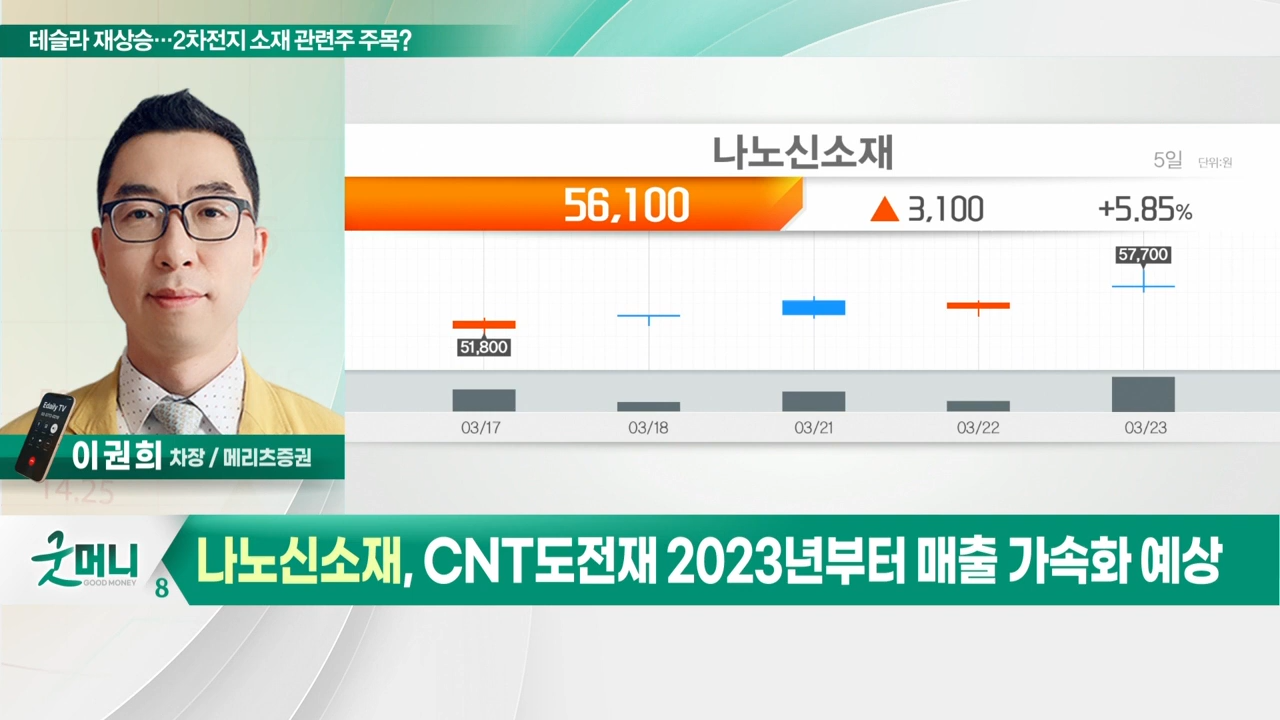 테슬라 재상승…2차전지 소재 관련주 주목?
나노신소재
5일 단위:원
56,100 ▲ 3,100 +5.85%
57,700
51,800
03/17 03/18 03/21 03/22 03/23
Edaily TV
이권희 차장 / 메리츠증권
14.25
굿머니
GOOD MONEY
8
나노신소재, CNT도전재 2023년부터 매출 가속화 예상